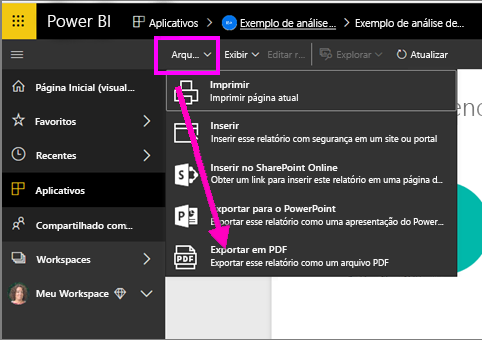 Power BI Aplicativos Exemplo de análise... Exemplo de análise de...
Arqu... Exibir Editar r... Explorar Atualizar
Página Inicial (visual...
Favoritos
Recentes
Aplicativos
Compartilhado com...
Workspaces
Meu Workspace
Imprimir
Imprimir página atual
Inserir
Inserir esse relatório com segurança em um site ou portal
Inserir no SharePoint Online
Obter um link para inserir este relatório em uma página d...
Exportar para o PowerPoint
Exportar esse relatório como uma apresentação do Power...
PDF
Exportar em PDF
Exportar esse relatório como um arquivo PDF